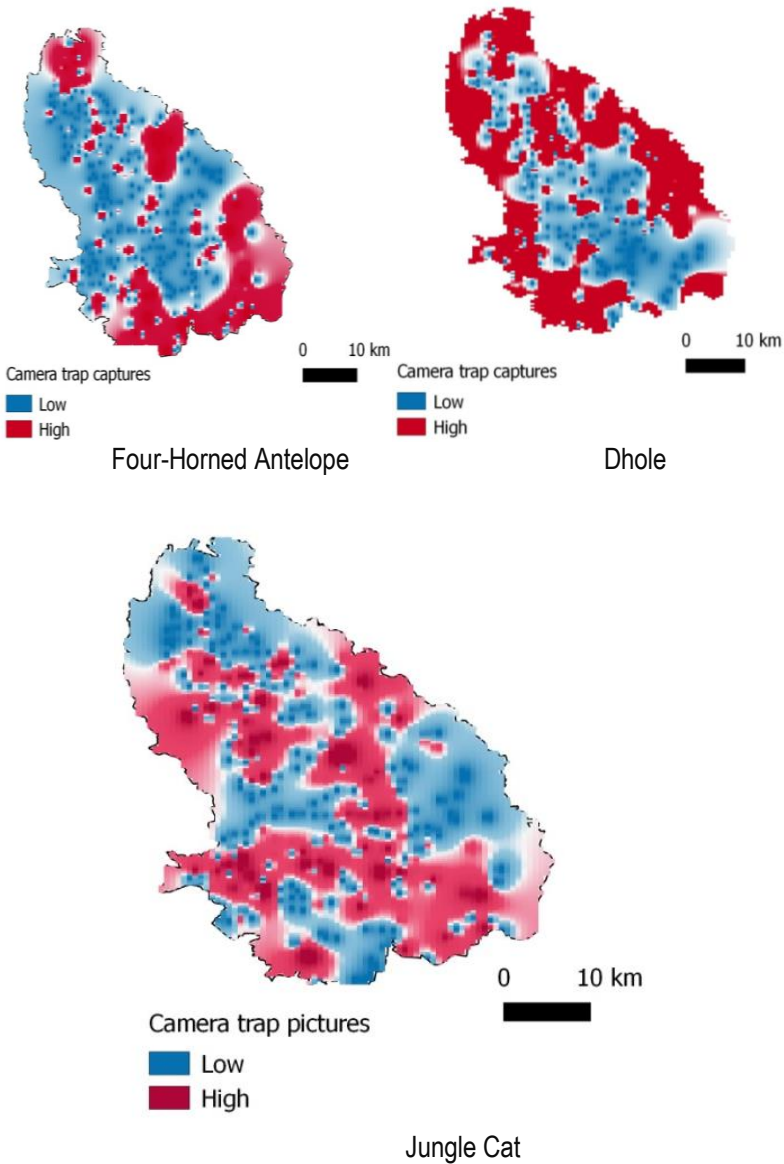 0 10 km
Camera trap captures
Low
High
Four-Horned Antelope
0 10 km
Camera trap captures
Low
High
Dhole
0 10 km
Camera trap pictures
Low
High
Jungle Cat